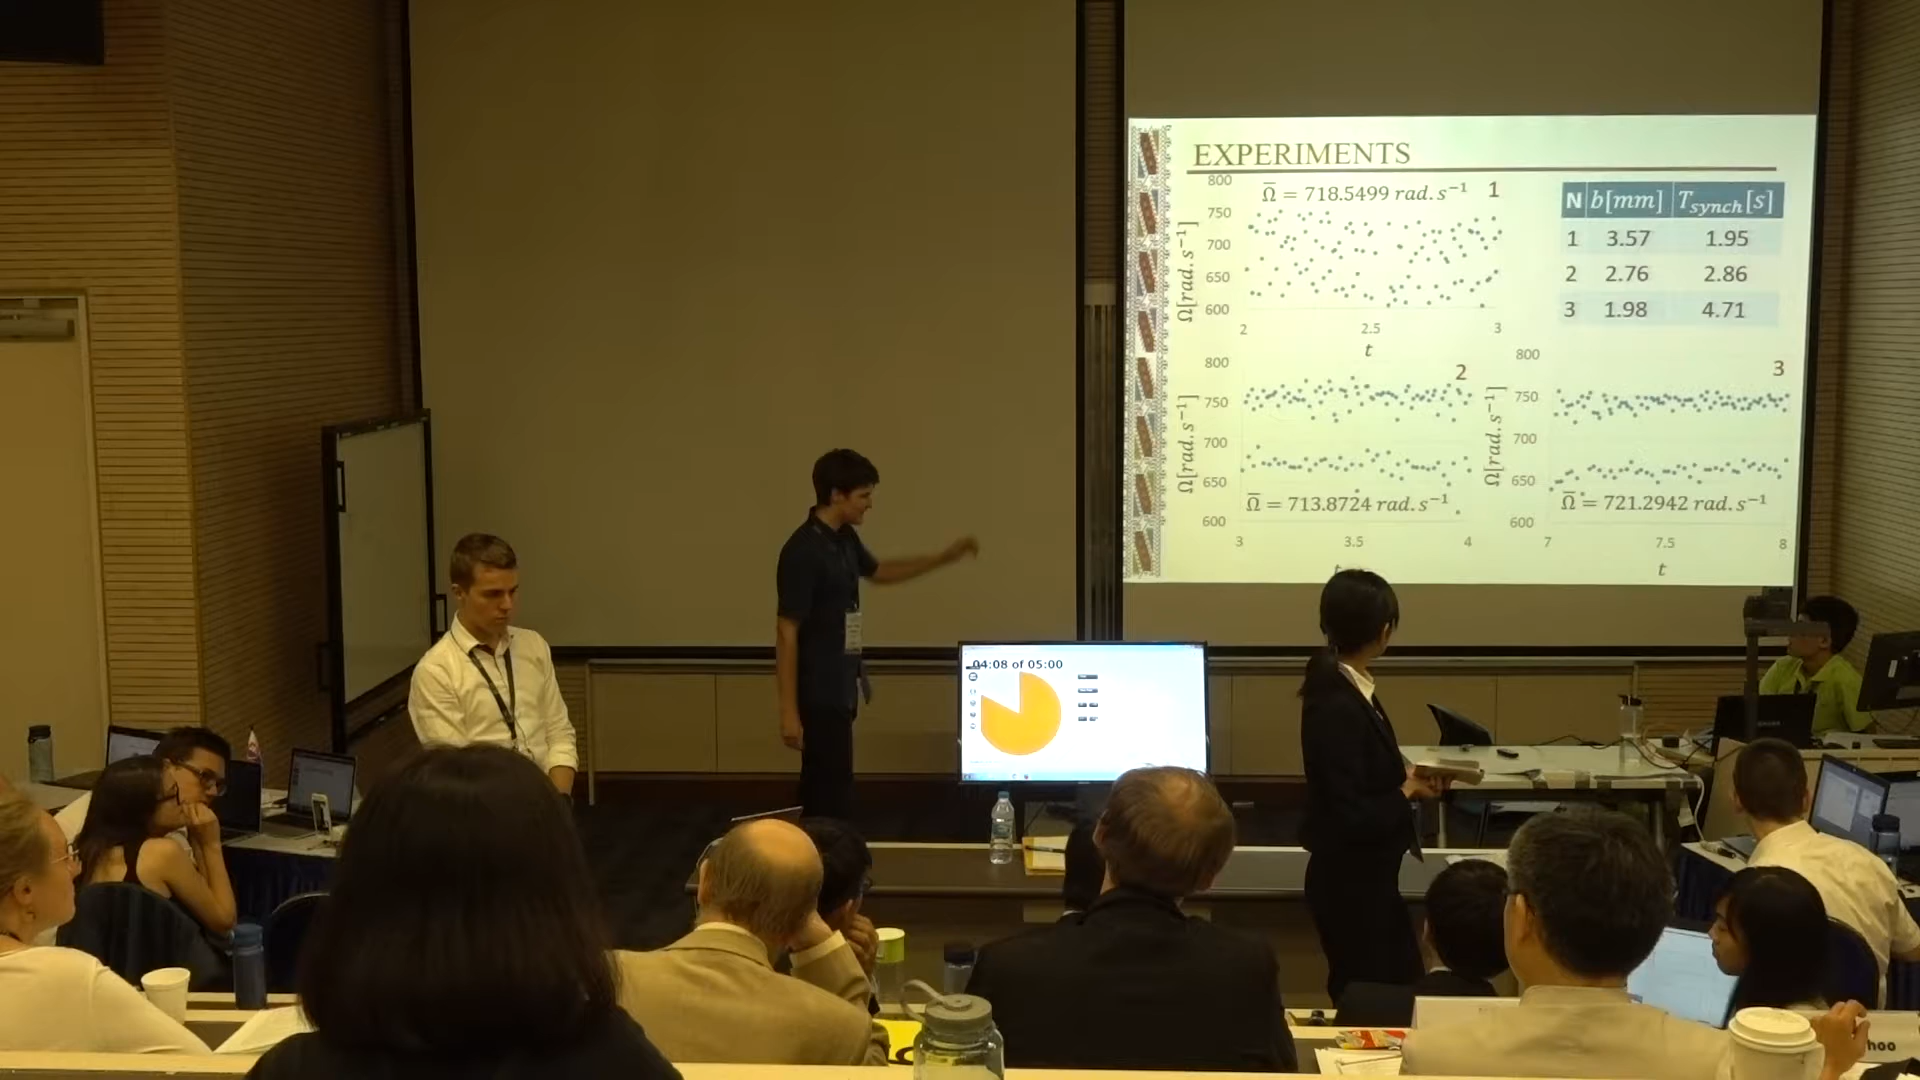 EXPERIMENTS
800
750
700
650
600
Ω[rad.s⁻¹]
Ω̅ = 718.5499 rad.s⁻¹
1
2
2.5
3
t
N b[mm] T_synch[s]
1 3.57 1.95
2 2.76 2.86
3 1.98 4.71
800
750
700
650
600
Ω[rad.s⁻¹]
2
Ω̅ = 713.8724 rad.s⁻¹
3
3.5
4
t
800
750
700
650
600
Ω[rad.s⁻¹]
3
Ω̅ = 721.2942 rad.s⁻¹
7
7.5
8
t
04:08 of 05:00
hoo